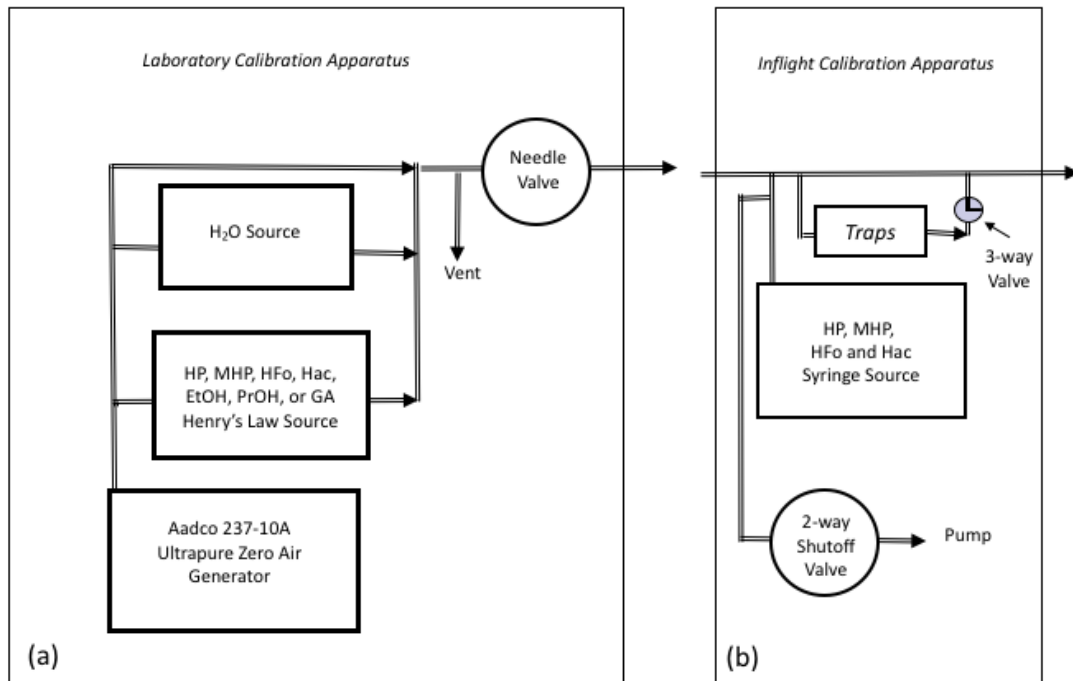 Laboratory Calibration Apparatus
Needle
Valve
H₂O Source
Vent
HP, MHP, HFo, Hac,
EtOH, PrOH, or GA
Henry’s Law Source
Aadco 237-10A
Ultrapure Zero Air
Generator
(a)
Inflight Calibration Apparatus
Traps
3-way
Valve
HP, MHP,
HFo and Hac
Syringe Source
2-way
Shutoff
Valve
Pump
(b)